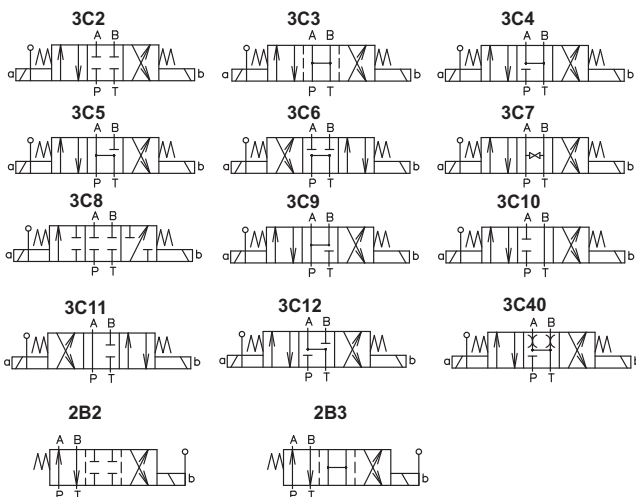 3C2 3C3 3C4
A B A B A B
a b a b a b
P T P T P T
3C5 3C6 3C7
A B A B A B
a b a b a b
P T P T P T
3C8 3C9 3C10
A B A B A B
a b a b a b
P T P T P T
3C11 3C12 3C40
A B A B A B
a b a b a b
P T P T P T
2B2 2B3
A B A B
b b
P T P T